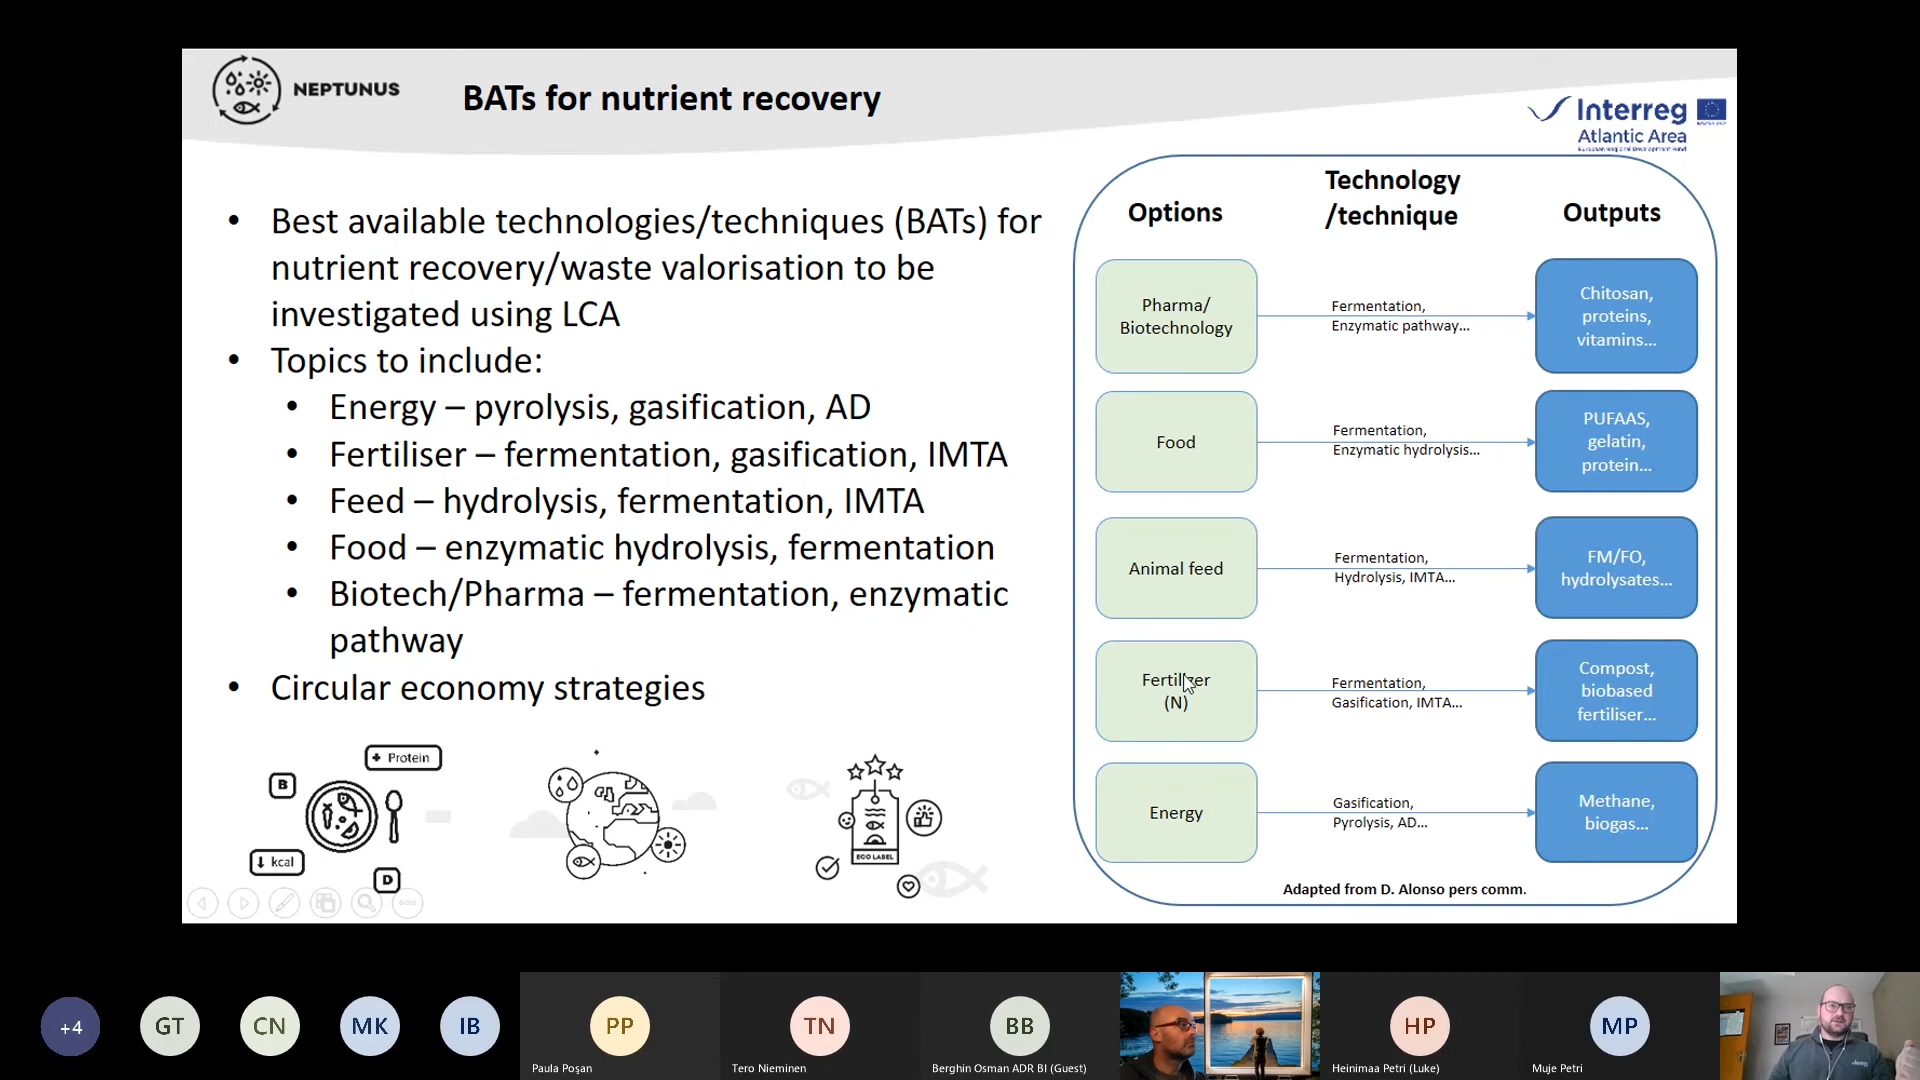 NEPTUNUS
BATs for nutrient recovery
Interreg
Atlantic Area
European Regional Development Fund
• Best available technologies/techniques (BATs) for
nutrient recovery/waste valorisation to be
investigated using LCA
• Topics to include:
• Energy – pyrolysis, gasification, AD
• Fertiliser – fermentation, gasification, IMTA
• Feed – hydrolysis, fermentation, IMTA
• Food – enzymatic hydrolysis, fermentation
• Biotech/Pharma – fermentation, enzymatic
pathway
• Circular economy strategies
+ Protein
B
↓ kcal
D
ECO LABEL
Options
Technology
/technique
Outputs
Pharma/
Biotechnology
Fermentation,
Enzymatic pathway...
Chitosan,
proteins,
vitamins...
Food
Fermentation,
Enzymatic hydrolysis...
PUFAAS,
gelatin,
protein...
Animal feed
Fermentation,
Hydrolysis, IMTA...
FM/FO,
hydrolysates...
Fertiliser
(N)
Fermentation,
Gasification, IMTA...
Compost,
biobased
fertiliser...
Energy
Gasification,
Pyrolysis, AD...
Methane,
biogas...
Adapted from D. Alonso pers comm.
+4
GT
CN
MK
IB
PP
Paula Poşan
TN
Tero Nieminen
BB
Berghin Osman ADR BI (Guest)
HP
Heinimaa Petri (Luke)
MP
Muje Petri
Jeep